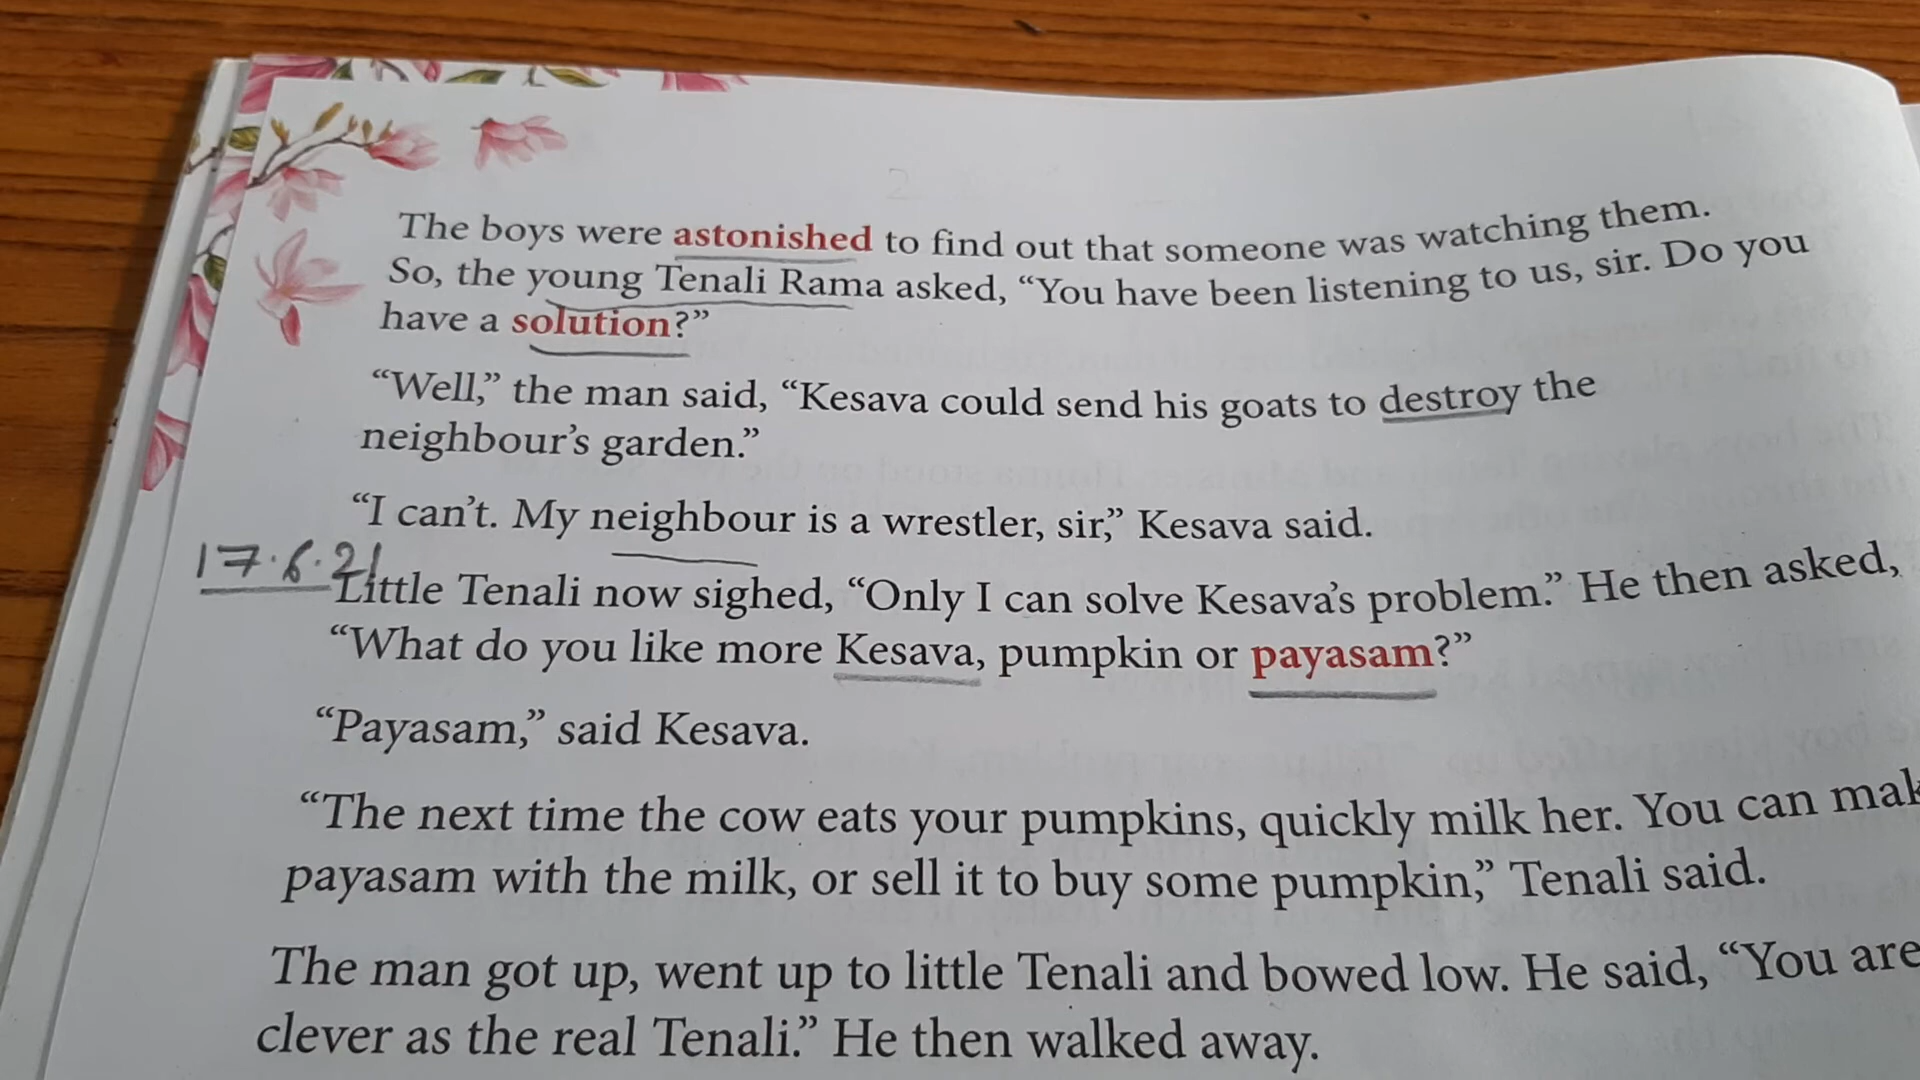 The boys were astonished to find out that someone was watching them.
So, the young Tenali Rama asked, “You have been listening to us, sir. Do you
have a solution?”
“Well,” the man said, “Kesava could send his goats to destroy the
neighbour’s garden.”
“I can’t. My neighbour is a wrestler, sir,” Kesava said.
17.6.21
Little Tenali now sighed, “Only I can solve Kesava’s problem.” He then asked,
“What do you like more Kesava, pumpkin or payasam?”
“Payasam,” said Kesava.
“The next time the cow eats your pumpkins, quickly milk her. You can mak
payasam with the milk, or sell it to buy some pumpkin,” Tenali said.
The man got up, went up to little Tenali and bowed low. He said, “You are
clever as the real Tenali.” He then walked away.